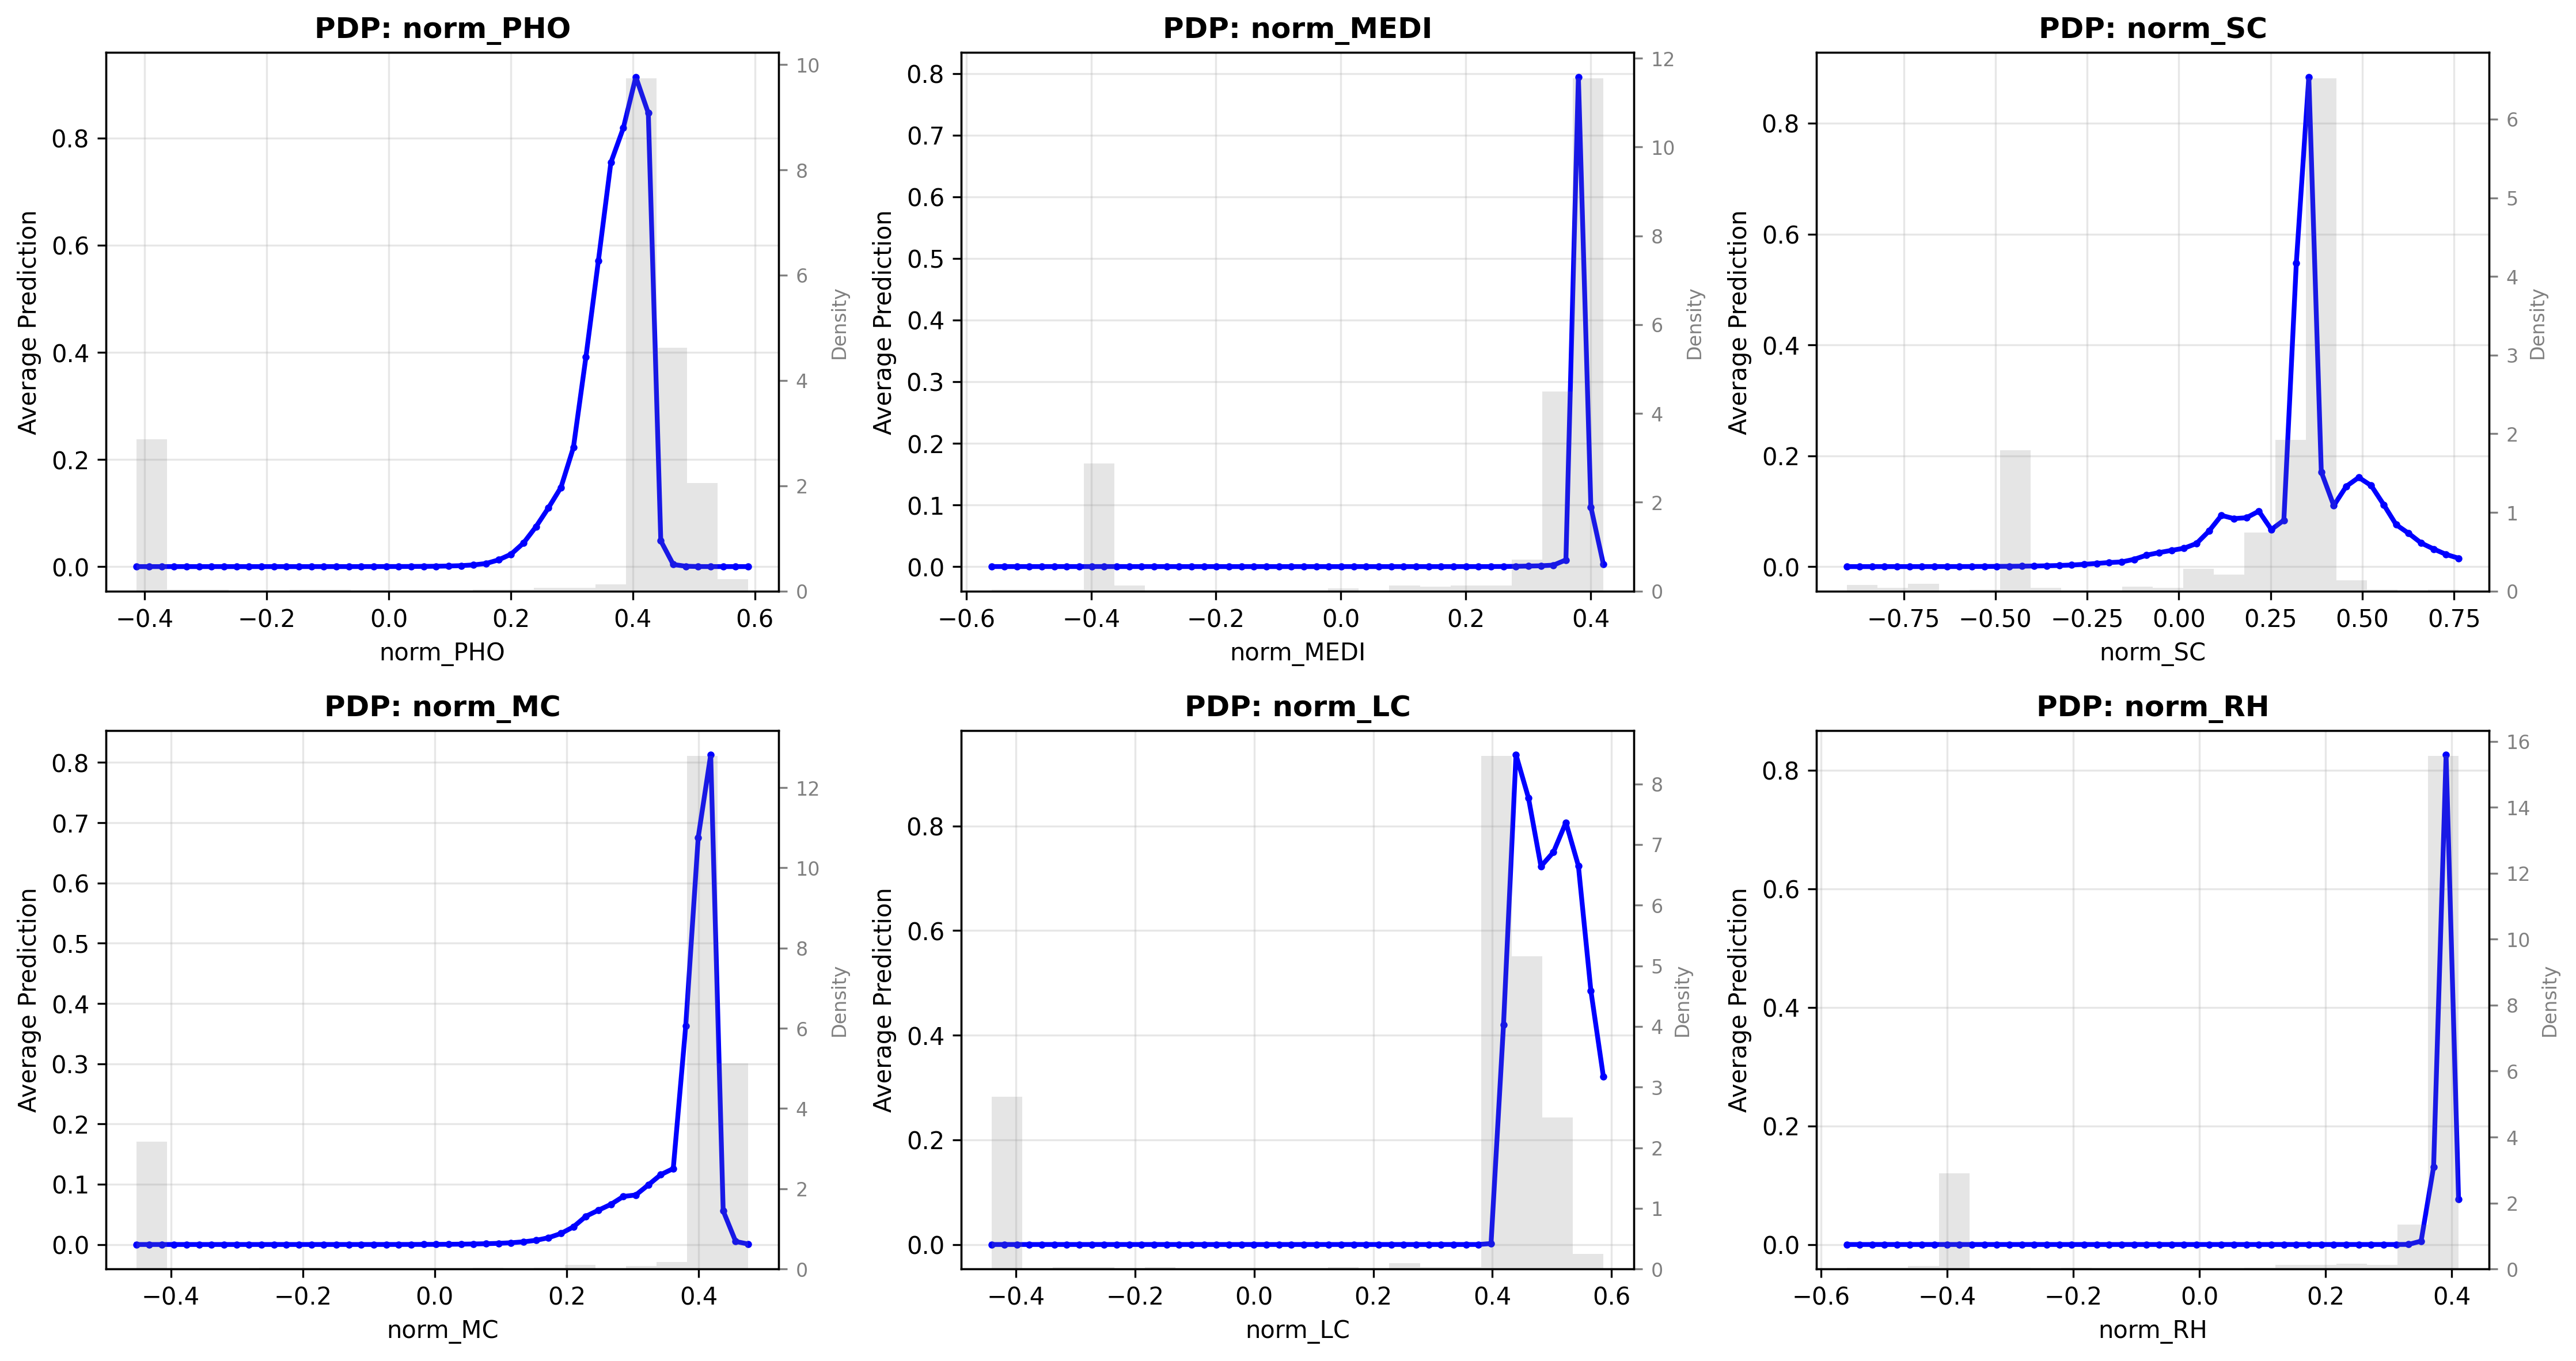 PDP: norm_PHO
Average Prediction
0.8
0.6
0.4
0.2
0.0
10
8
6
4
2
0
Density
−0.4 −0.2 0.0 0.2 0.4 0.6
norm_PHO
PDP: norm_MEDI
Average Prediction
0.8
0.7
0.6
0.5
0.4
0.3
0.2
0.1
0.0
12
10
8
6
4
2
0
Density
−0.6 −0.4 −0.2 0.0 0.2 0.4
norm_MEDI
PDP: norm_SC
Average Prediction
0.8
0.6
0.4
0.2
0.0
6
5
4
3
2
1
0
Density
−0.75 −0.50 −0.25 0.00 0.25 0.50 0.75
norm_SC
PDP: norm_MC
Average Prediction
0.8
0.7
0.6
0.5
0.4
0.3
0.2
0.1
0.0
12
10
8
6
4
2
0
Density
−0.4 −0.2 0.0 0.2 0.4
norm_MC
PDP: norm_LC
Average Prediction
0.8
0.6
0.4
0.2
0.0
8
7
6
5
4
3
2
1
0
Density
−0.4 −0.2 0.0 0.2 0.4 0.6
norm_LC
PDP: norm_RH
Average Prediction
0.8
0.6
0.4
0.2
0.0
16
14
12
10
8
6
4
2
0
Density
−0.6 −0.4 −0.2 0.0 0.2 0.4
norm_RH